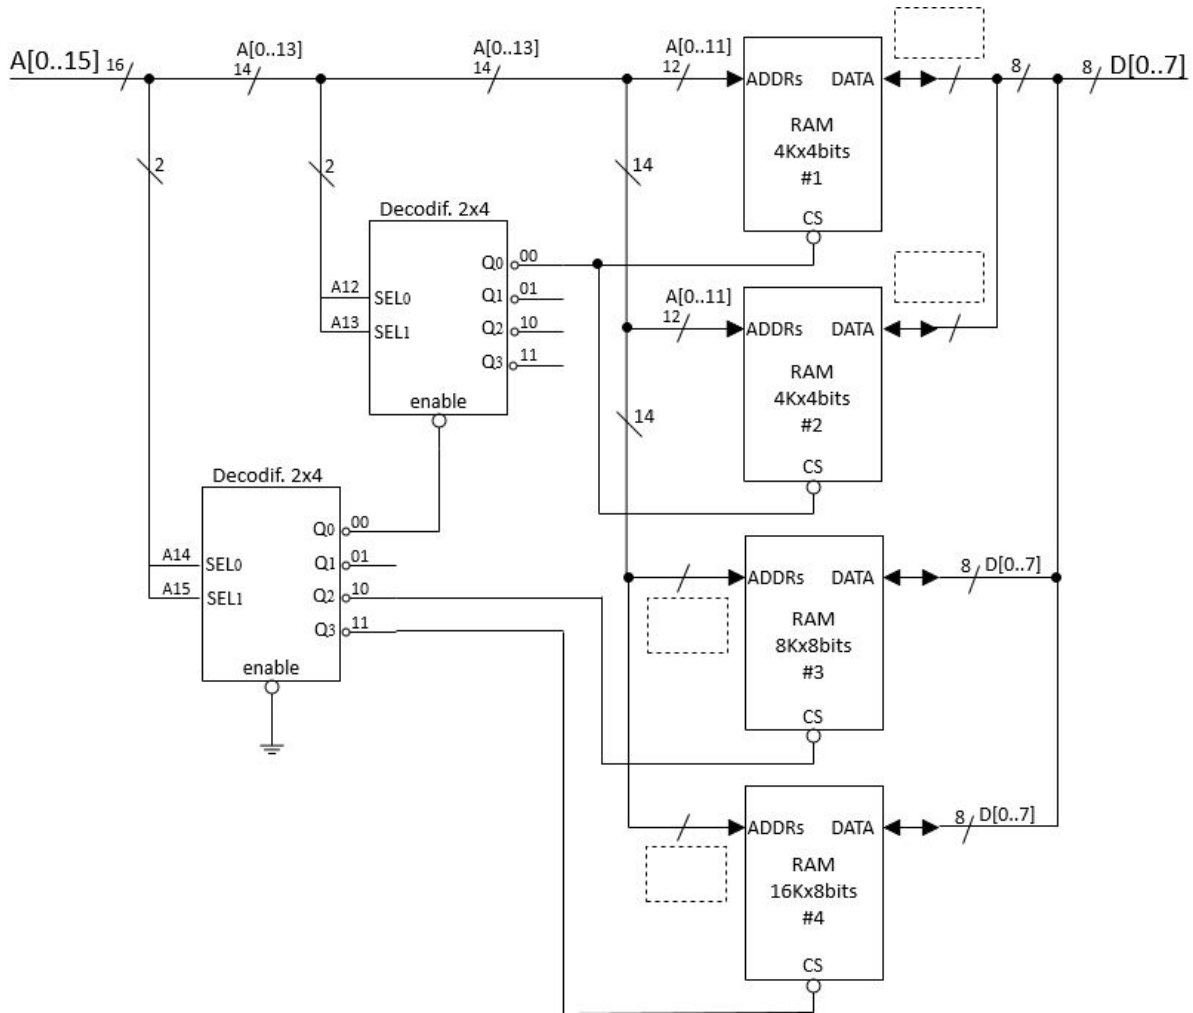 A[0..15] 16
A[0..13]
14
A[0..13]
14
A[0..11]
12
8
8 D[0..7]
ADDRs DATA
RAM
4Kx4bits
#1
CS
2
2
14
Decodif. 2x4
Q0 00
Q1 01
Q2 10
Q3 11
A12 SEL0
A13 SEL1
enable
A[0..11]
12
ADDRs DATA
RAM
4Kx4bits
#2
CS
14
Decodif. 2x4
Q0 00
Q1 01
Q2 10
Q3 11
A14 SEL0
A15 SEL1
enable
ADDRs DATA
8 D[0..7]
RAM
8Kx8bits
#3
CS
ADDRs DATA
8 D[0..7]
RAM
16Kx8bits
#4
CS